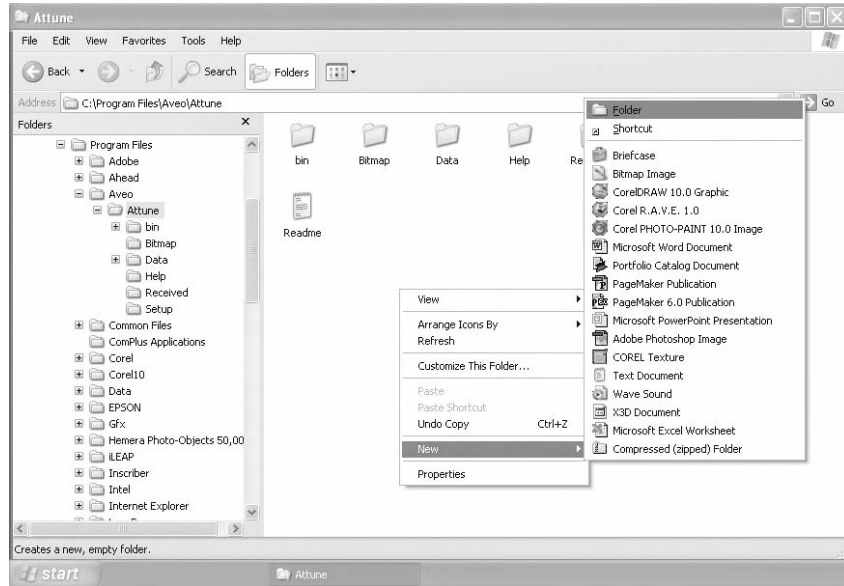 Attune
File Edit View Favorites Tools Help
Back Search Folders
Address C:\Program Files\Aveo\Attune Go
Folders
Program Files
Adobe
Ahead
Aveo
Attune
bin
Bitmap
Data
Help
Received
Setup
Common Files
ComPlus Applications
Corel
Corel10
Data
EPSON
Gfx
Hemera Photo-Objects 50,00
iLEAP
Inscriber
Intel
Internet Explorer
bin Bitmap Data Help Re
Readme
View
Arrange Icons By
Refresh
Customize This Folder...
Paste
Paste Shortcut
Undo Copy Ctrl+Z
New
Properties
Folder
Shortcut
Briefcase
Bitmap Image
CorelDRAW 10.0 Graphic
Corel R.A.V.E. 1.0
Corel PHOTO-PAINT 10.0 Image
Microsoft Word Document
Portfolio Catalog Document
PageMaker Publication
PageMaker 6.0 Publication
Microsoft PowerPoint Presentation
Adobe Photoshop Image
COREL Texture
Text Document
Wave Sound
X3D Document
Microsoft Excel Worksheet
Compressed (zipped) Folder
Creates a new, empty folder.
start Attune